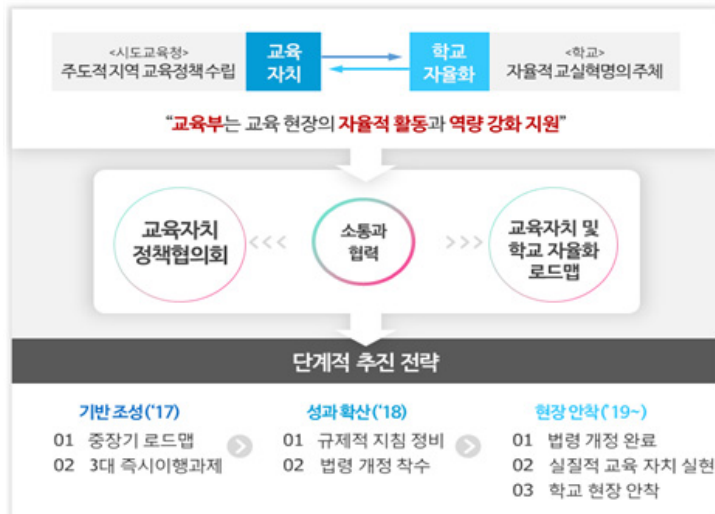 <시도교육청>
주도적 지역 교육정책 수립
교육
자치
학교
자율화
<학교>
자율적 교실혁명의 주체
“교육부는 교육 현장의 자율적 활동과 역량 강화 지원”
교육자치
정책협의회
<<<
소통과
협력
>>>
교육자치 및
학교 자율화
로드맵
단계적 추진 전략
기반 조성('17)
01 중장기 로드맵
02 3대 즉시이행과제
성과 확산('18)
01 규제적 지침 정비
02 법령 개정 착수
현장 안착('19~)
01 법령 개정 완료
02 실질적 교육 자치 실현
03 학교 현장 안착